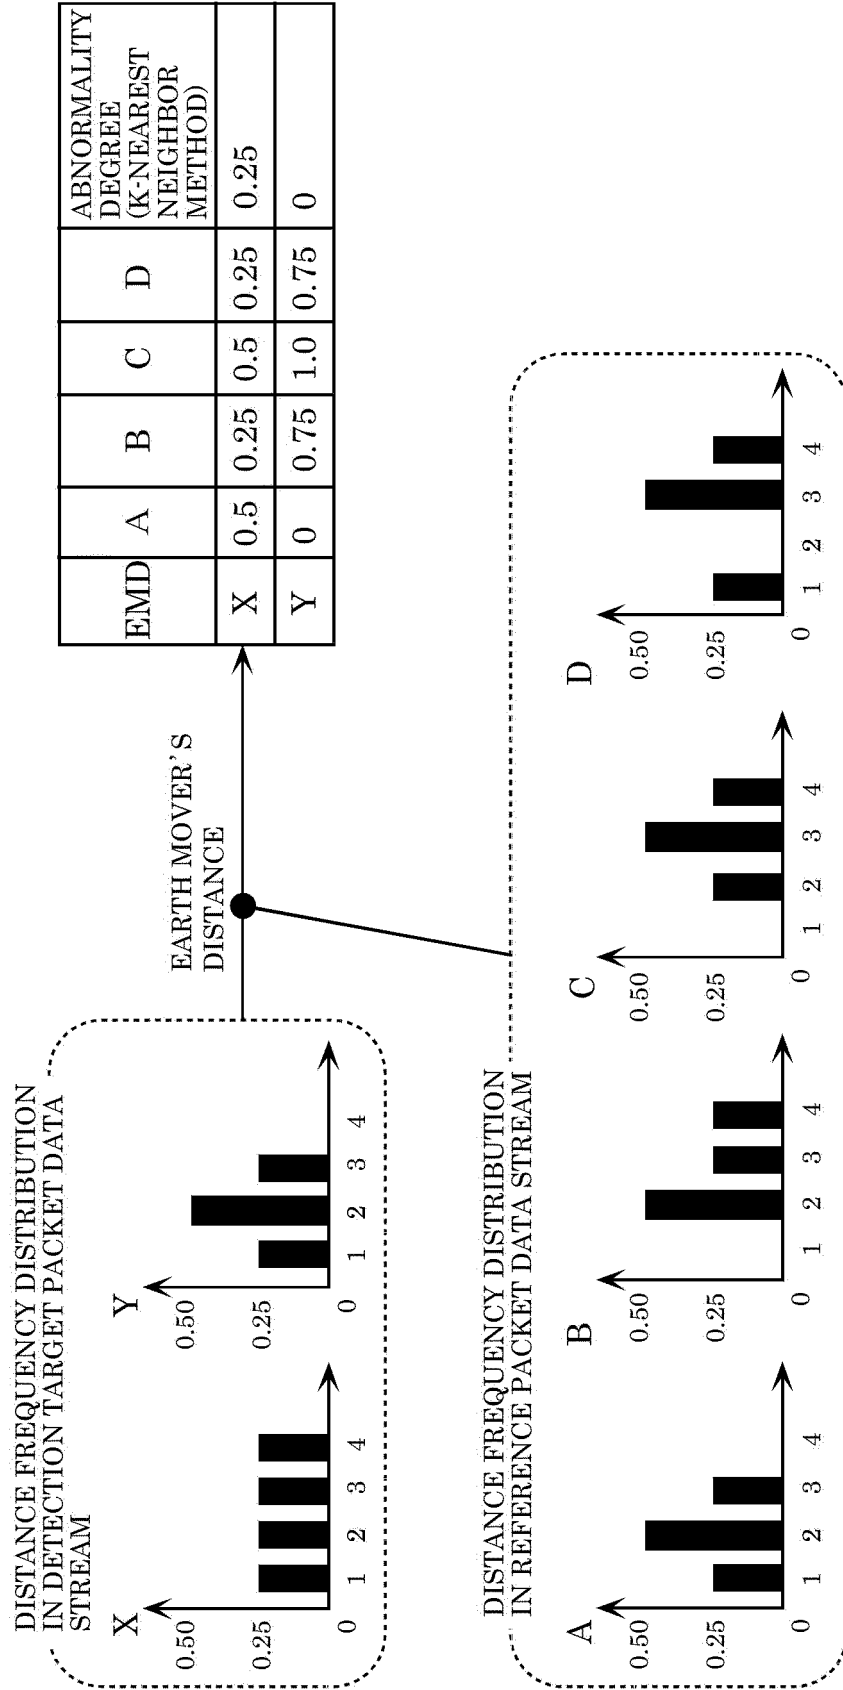 DISTANCE FREQUENCY DISTRIBUTION
IN DETECTION TARGET PACKET DATA
STREAM
X
0.50
0.25
0
1 2 3 4
Y
0.50
0.25
0
1 2 3 4
EARTH MOVER'S
DISTANCE
EMD A B C D ABNORMALITY
DEGREE
(K-NEAREST
NEIGHBOR
METHOD)
X 0.5 0.25 0.5 0.25 0.25
Y 0 0.75 1.0 0.75 0
DISTANCE FREQUENCY DISTRIBUTION
IN REFERENCE PACKET DATA STREAM
A
0.50
0.25
0
1 2 3 4
B
0.50
0.25
0
1 2 3 4
C
0.50
0.25
0
1 2 3 4
D
0.50
0.25
0
1 2 3 4